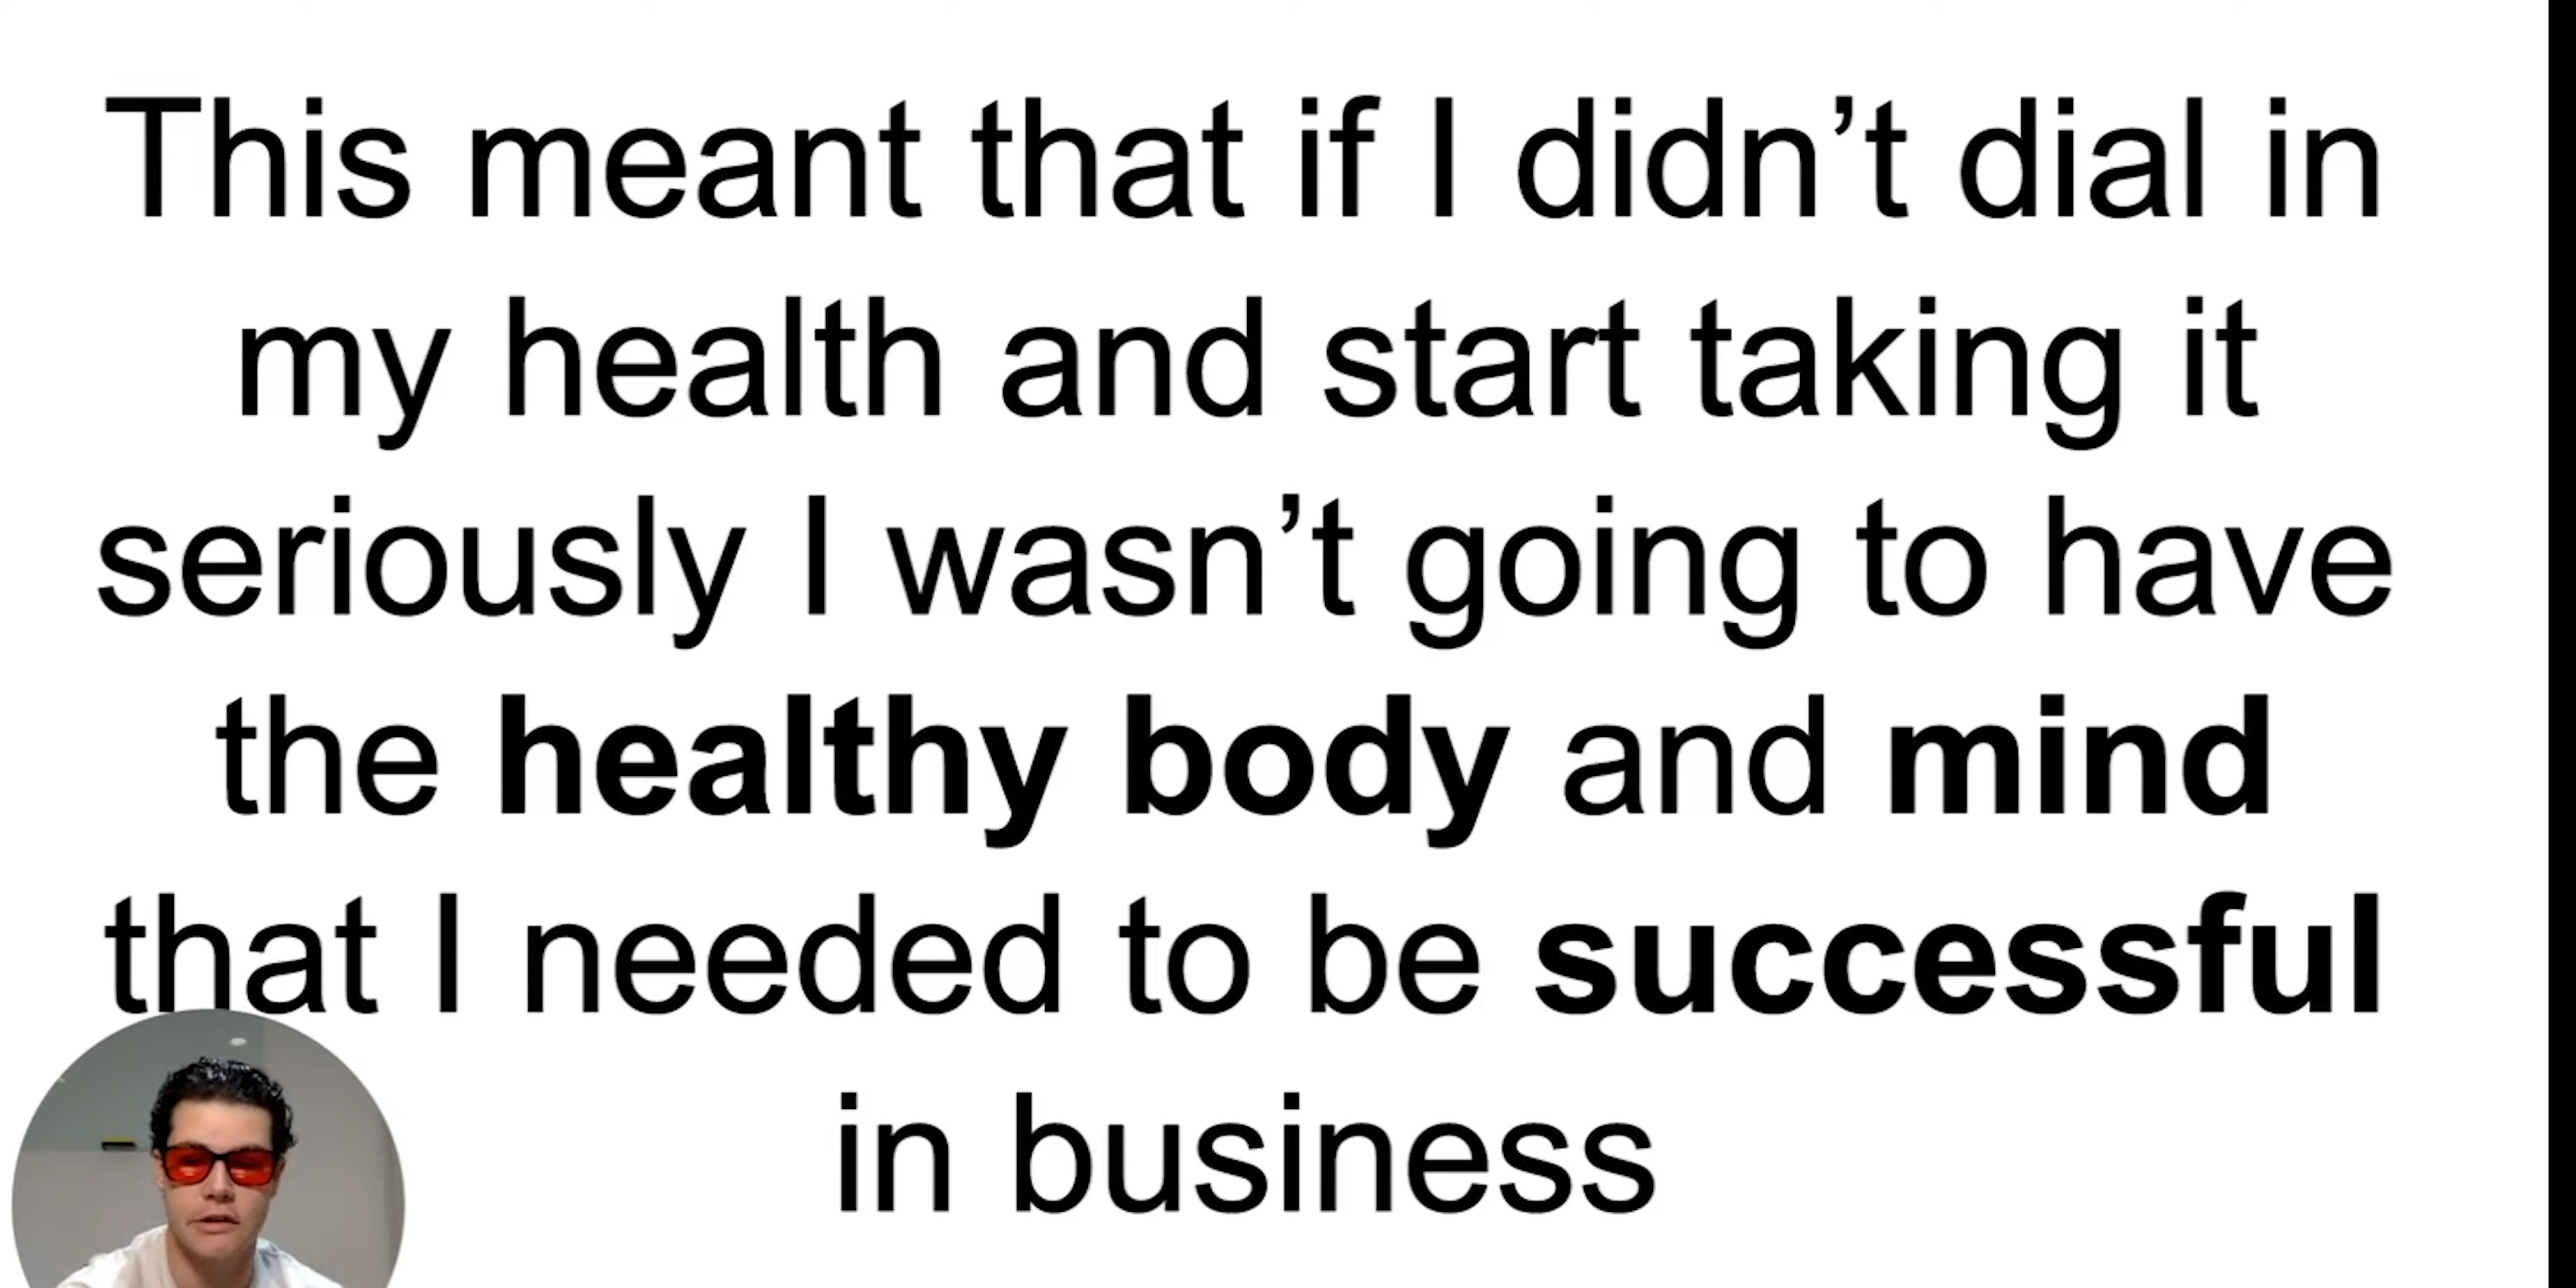 This meant that if I didn’t dial in
my health and start taking it
seriously I wasn’t going to have
the healthy body and mind
that I needed to be successful
in business